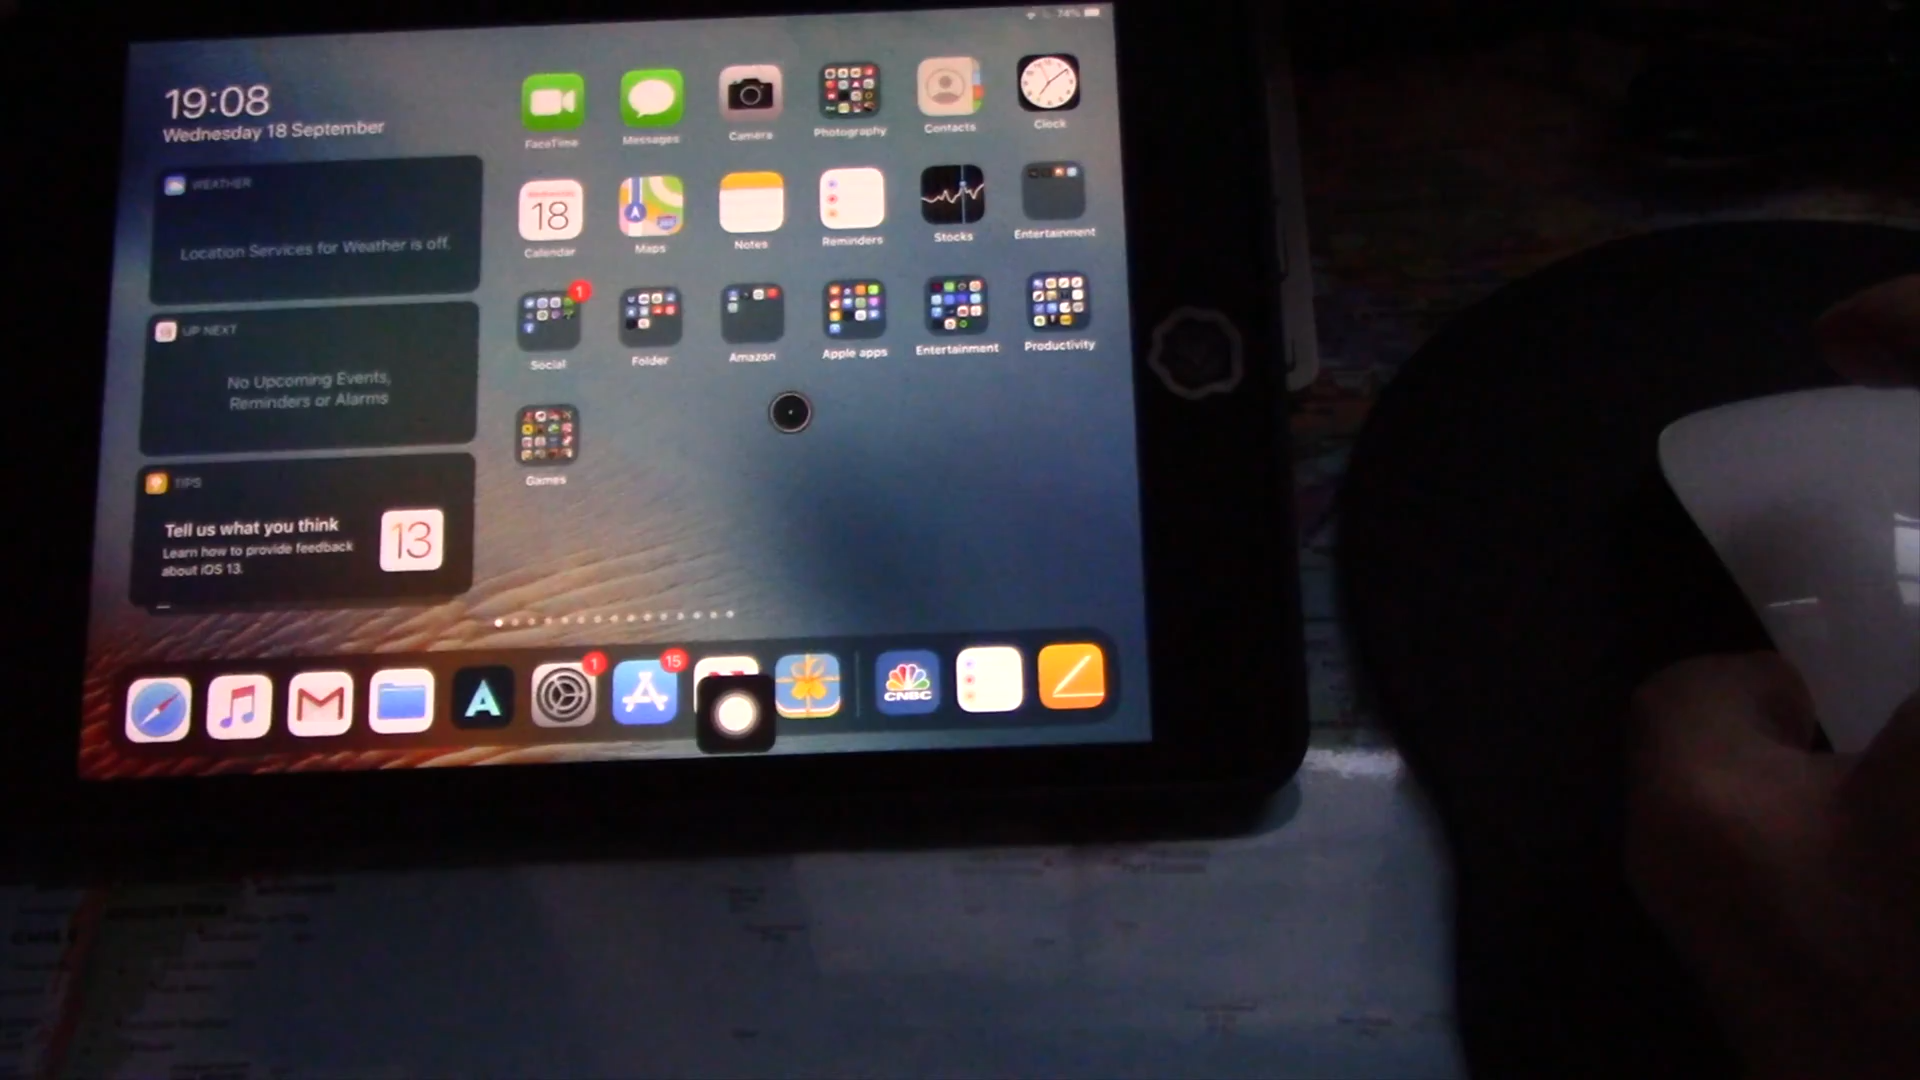 74%
19:08
Wednesday 18 September
WEATHER
Location Services for Weather is off.
UP NEXT
No Upcoming Events,
Reminders or Alarms
TIPS
Tell us what you think
Learn how to provide feedback
about iOS 13.
13
FaceTime
Messages
Camera
Photography
Contacts
Clock
18
Calendar
Maps
Notes
Reminders
Stocks
Entertainment
1
Social
Folder
Amazon
Apple apps
Entertainment
Productivity
Games
1
15
CNBC